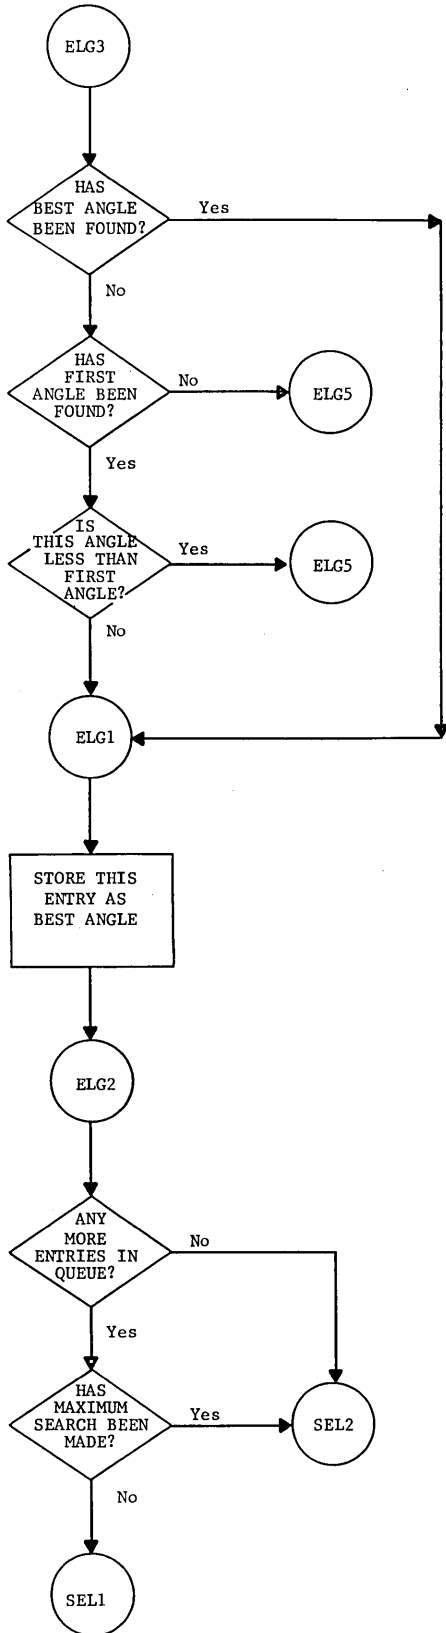 ELG3
HAS
BEST ANGLE
BEEN FOUND?
Yes
No
HAS
FIRST
ANGLE BEEN
FOUND?
No
ELG5
Yes
IS
THIS ANGLE
LESS THAN
FIRST
ANGLE?
Yes
ELG5
No
ELG1
STORE THIS
ENTRY AS
BEST ANGLE
ELG2
ANY
MORE
ENTRIES IN
QUEUE?
No
Yes
HAS
MAXIMUM
SEARCH BEEN
MADE?
Yes
SEL2
No
SEL1